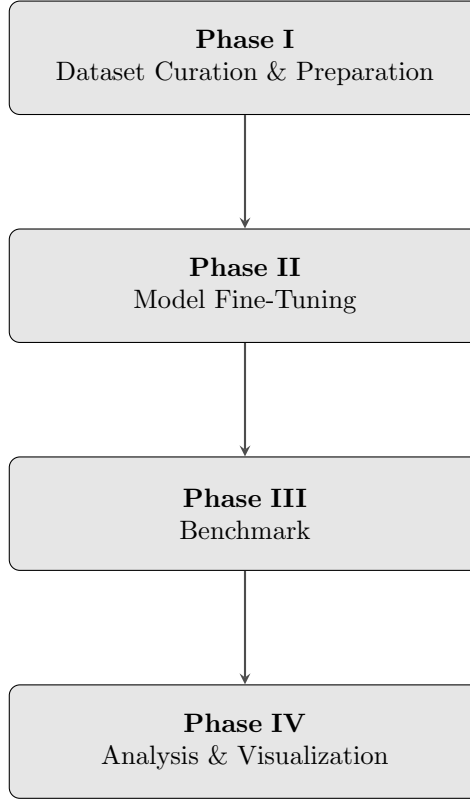 Phase I
Dataset Curation & Preparation
Phase II
Model Fine-Tuning
Phase III
Benchmark
Phase IV
Analysis & Visualization